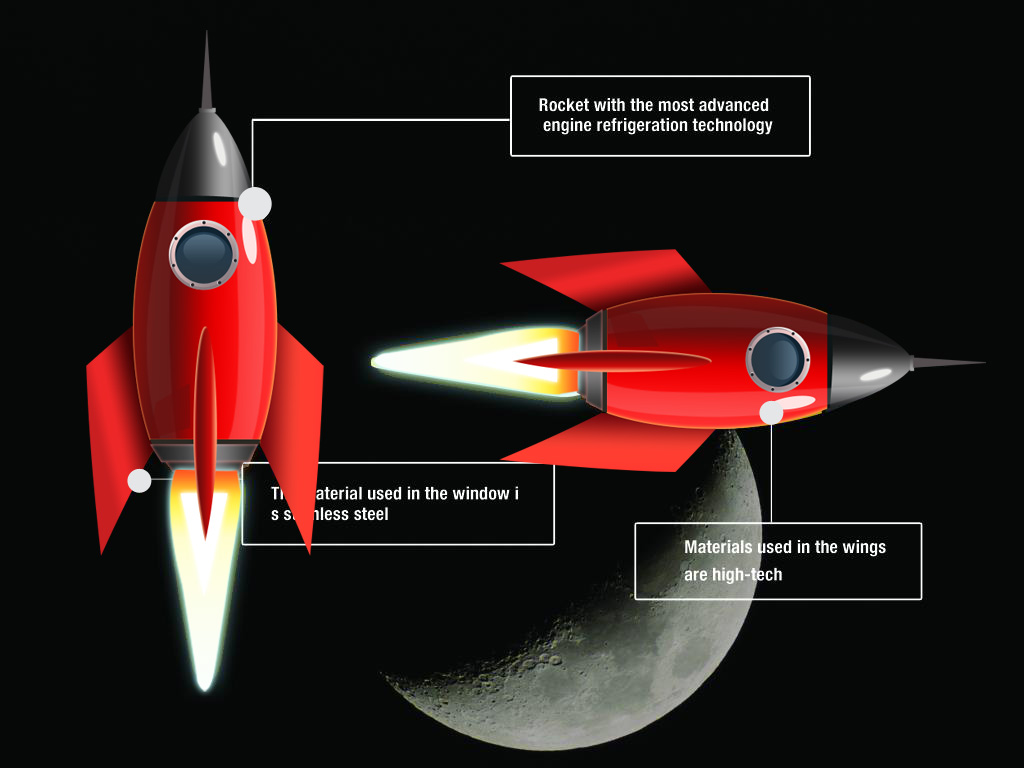 Rocket with the most advanced
engine refrigeration technology
material used in the window i
s less steel
Materials used in the wings
are high-tech